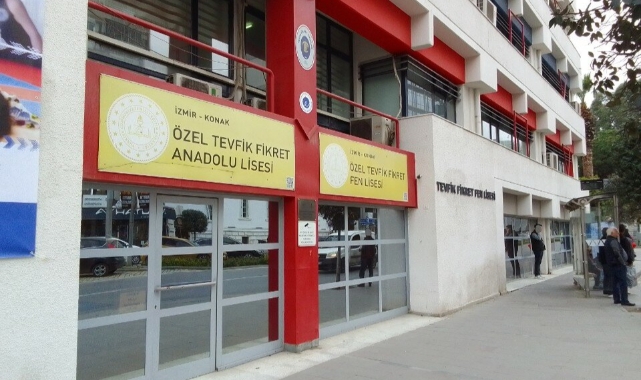 İZMİR - KONAK
ÖZEL TEVFİK FİKRET
ANADOLU LİSESİ
İZMİR - KONAK
ÖZEL TEVFİK FİKRET
FEN LİSESİ
TEVFİK FİKRET FEN LİSESİ